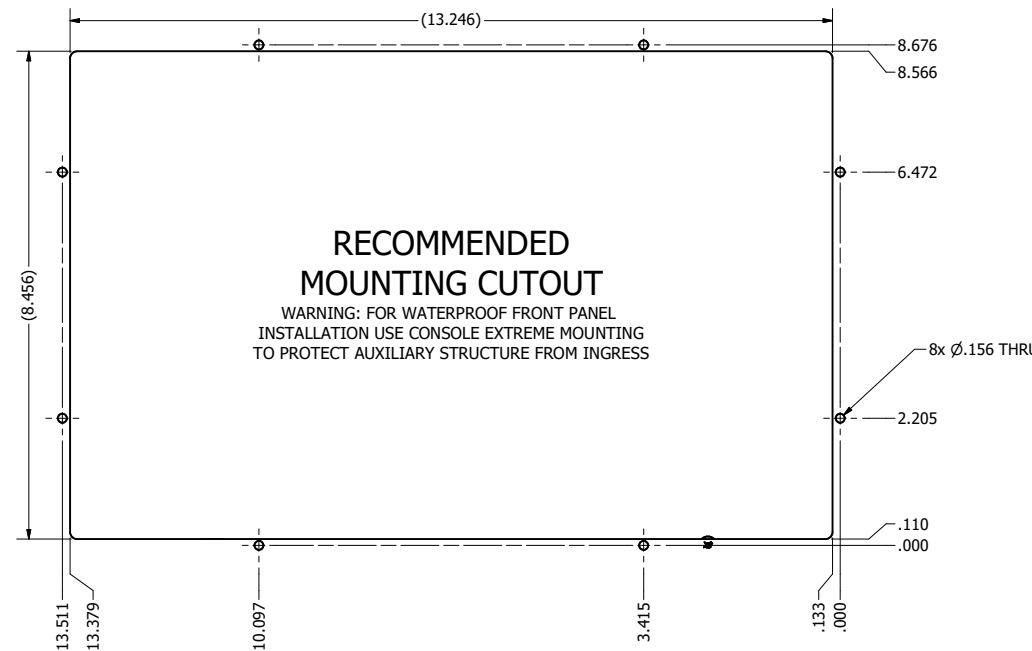 (13.246)
8.676
8.566
6.472
(8.456)
RECOMMENDED
MOUNTING CUTOUT
WARNING: FOR WATERPROOF FRONT PANEL
INSTALLATION USE CONSOLE EXTREME MOUNTING
TO PROTECT AUXILIARY STRUCTURE FROM INGRESS
8x Ø.156 THRU
2.205
.110
.000
13.511
13.379
10.097
3.415
.133
.000